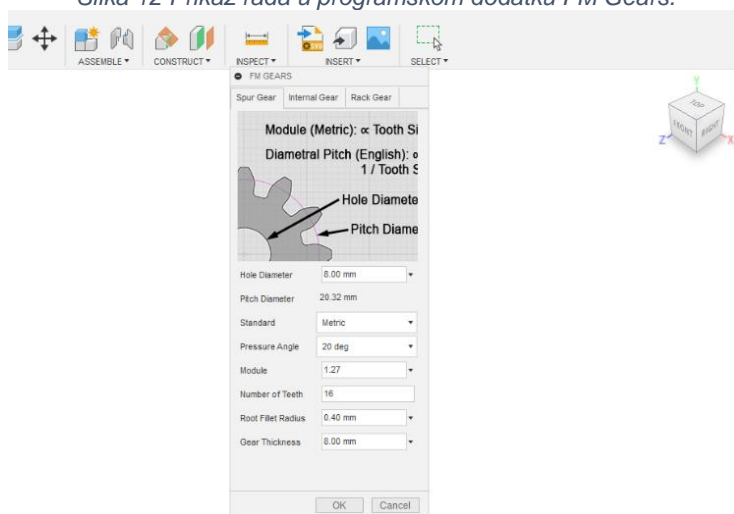 Slika 12 Prikaz rada u programskom dodatku FM Gears.
ASSEMBLE CONSTRUCT INSPECT INSERT SELECT
FM GEARS
Spur Gear Internal Gear Rack Gear
Module (Metric): ∝ Tooth Si
Diametral Pitch (English): ∝
1 / Tooth S
Hole Diamete
Pitch Diame
Hole Diameter 8.00 mm
Pitch Diameter 20.32 mm
Standard Metric
Pressure Angle 20 deg
Module 1.27
Number of Teeth 16
Root Fillet Radius 0.40 mm
Gear Thickness 8.00 mm
OK Cancel
TOP
FRONT RIGHT
Y
Z X